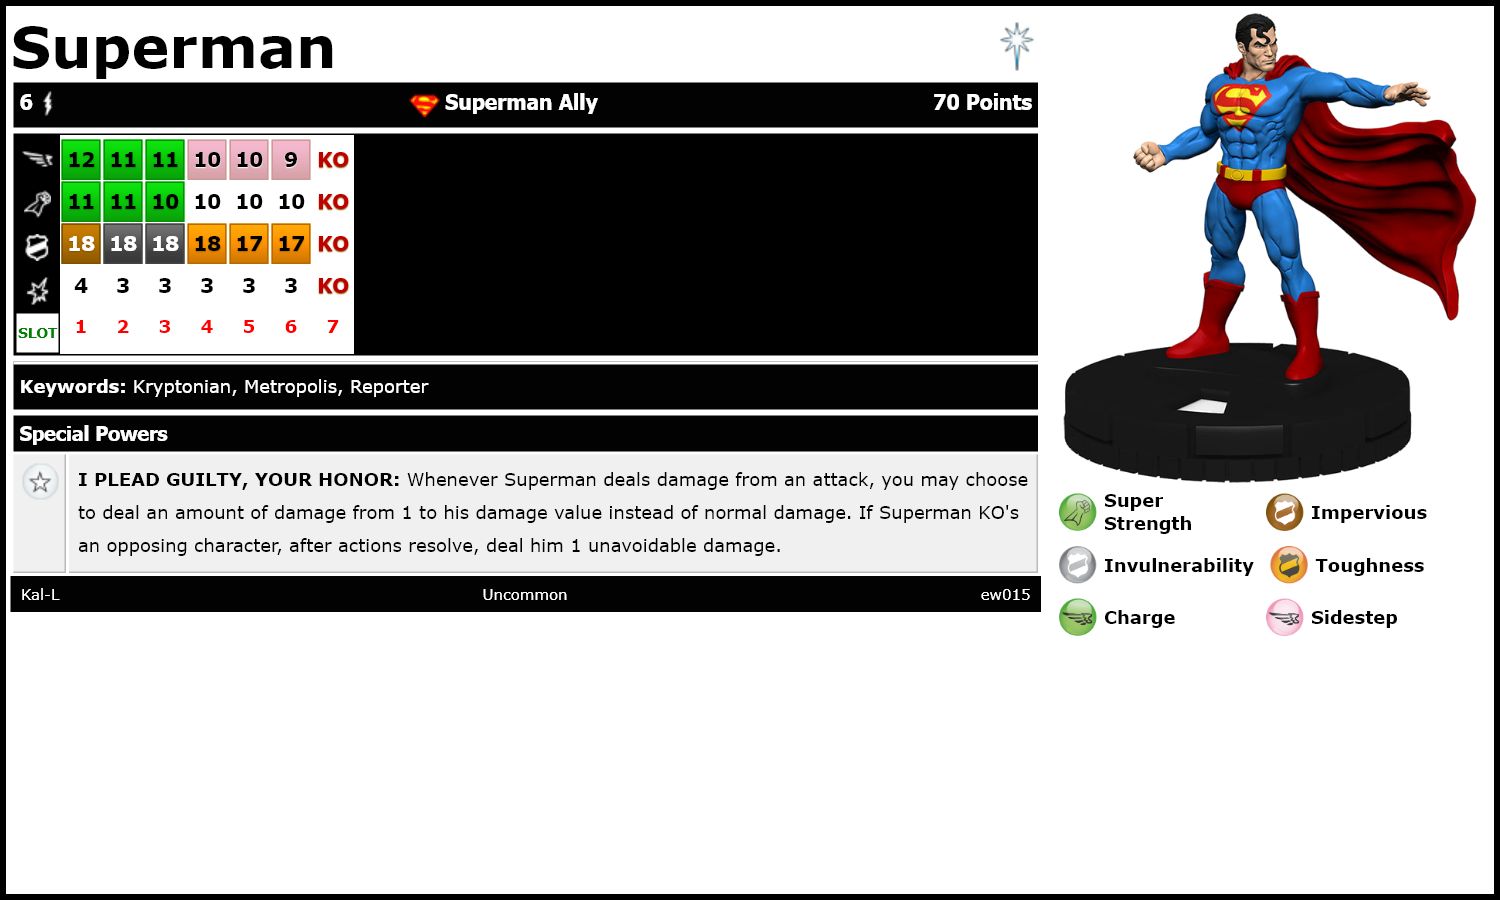 Superman
6 Superman Ally 70 Points
12 11 11 10 10 9 KO
11 11 10 10 10 10 KO
18 18 18 18 17 17 KO
4 3 3 3 3 3 KO
SLOT 1 2 3 4 5 6 7
Keywords: Kryptonian, Metropolis, Reporter
Special Powers
I PLEAD GUILTY, YOUR HONOR: Whenever Superman deals damage from an attack, you may choose
to deal an amount of damage from 1 to his damage value instead of normal damage. If Superman KO's
an opposing character, after actions resolve, deal him 1 unavoidable damage.
Kal-L Uncommon ew015
S
Super
Strength
Impervious
Invulnerability
Toughness
Charge
Sidestep